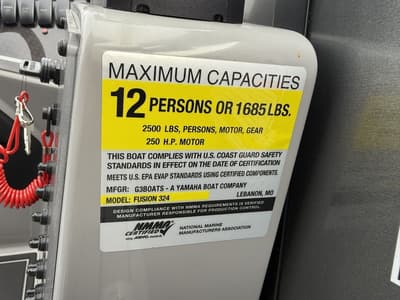 MAXIMUM CAPACITIES
12 PERSONS OR 1685 LBS.
2500 LBS, PERSONS, MOTOR, GEAR
250 H.P. MOTOR
THIS BOAT COMPLIES WITH U.S. COAST GUARD SAFETY
STANDARDS IN EFFECT ON THE DATE OF CERTIFICATION
MEETS U.S. EPA EVAP STANDARDS USING CERTIFIED COMPONENTS.
MFGR: G3BOATS - A YAMAHA BOAT COMPANY
LEBANON, MO
MODEL: FUSION 324
DESIGN COMPLIANCE WITH NMMA REQUIREMENTS IS VERIFIED
MANUFACTURER RESPONSIBLE FOR PRODUCTION CONTROL.
NMMA
CERTIFIED
NATIONAL MARINE
MANUFACTURERS ASSOCIATION